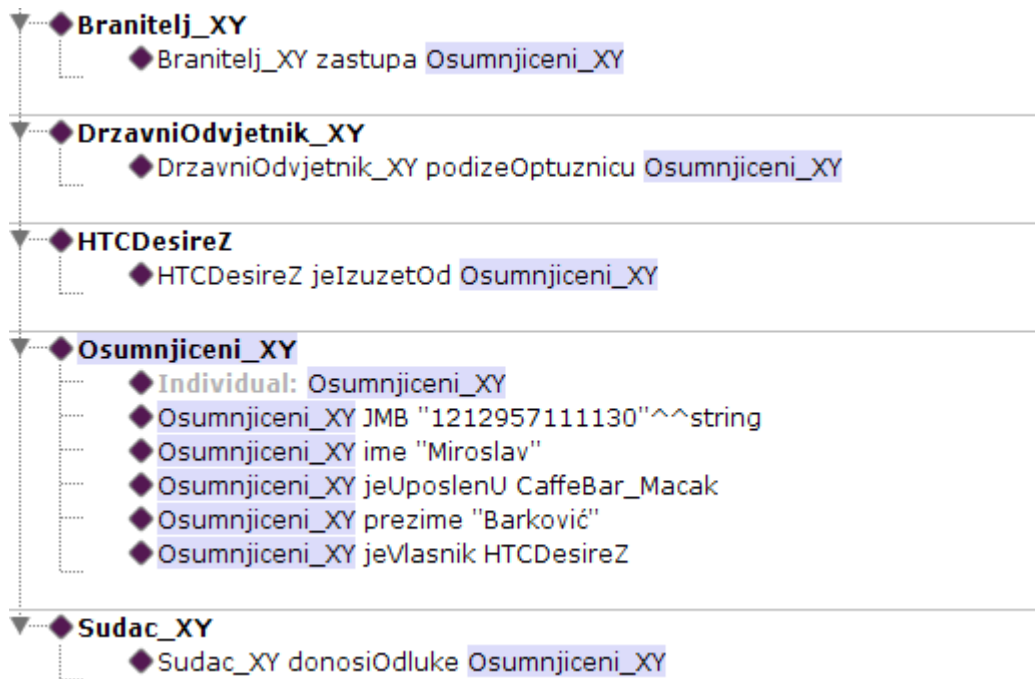 Branitelj_XY
Branitelj_XY zastupa Osumnjiceni_XY
DrzavniOdvjetnik_XY
DrzavniOdvjetnik_XY podizeOptuznicu Osumnjiceni_XY
HTCDesireZ
HTCDesireZ jeIzuzetOd Osumnjiceni_XY
Osumnjiceni_XY
Individual: Osumnjiceni_XY
Osumnjiceni_XY JMB "1212957111130"^^string
Osumnjiceni_XY ime "Miroslav"
Osumnjiceni_XY jeUposlenU CaffeBar_Macak
Osumnjiceni_XY prezime "Barković"
Osumnjiceni_XY jeVlasnik HTCDesireZ
Sudac_XY
Sudac_XY donosiOdluke Osumnjiceni_XY